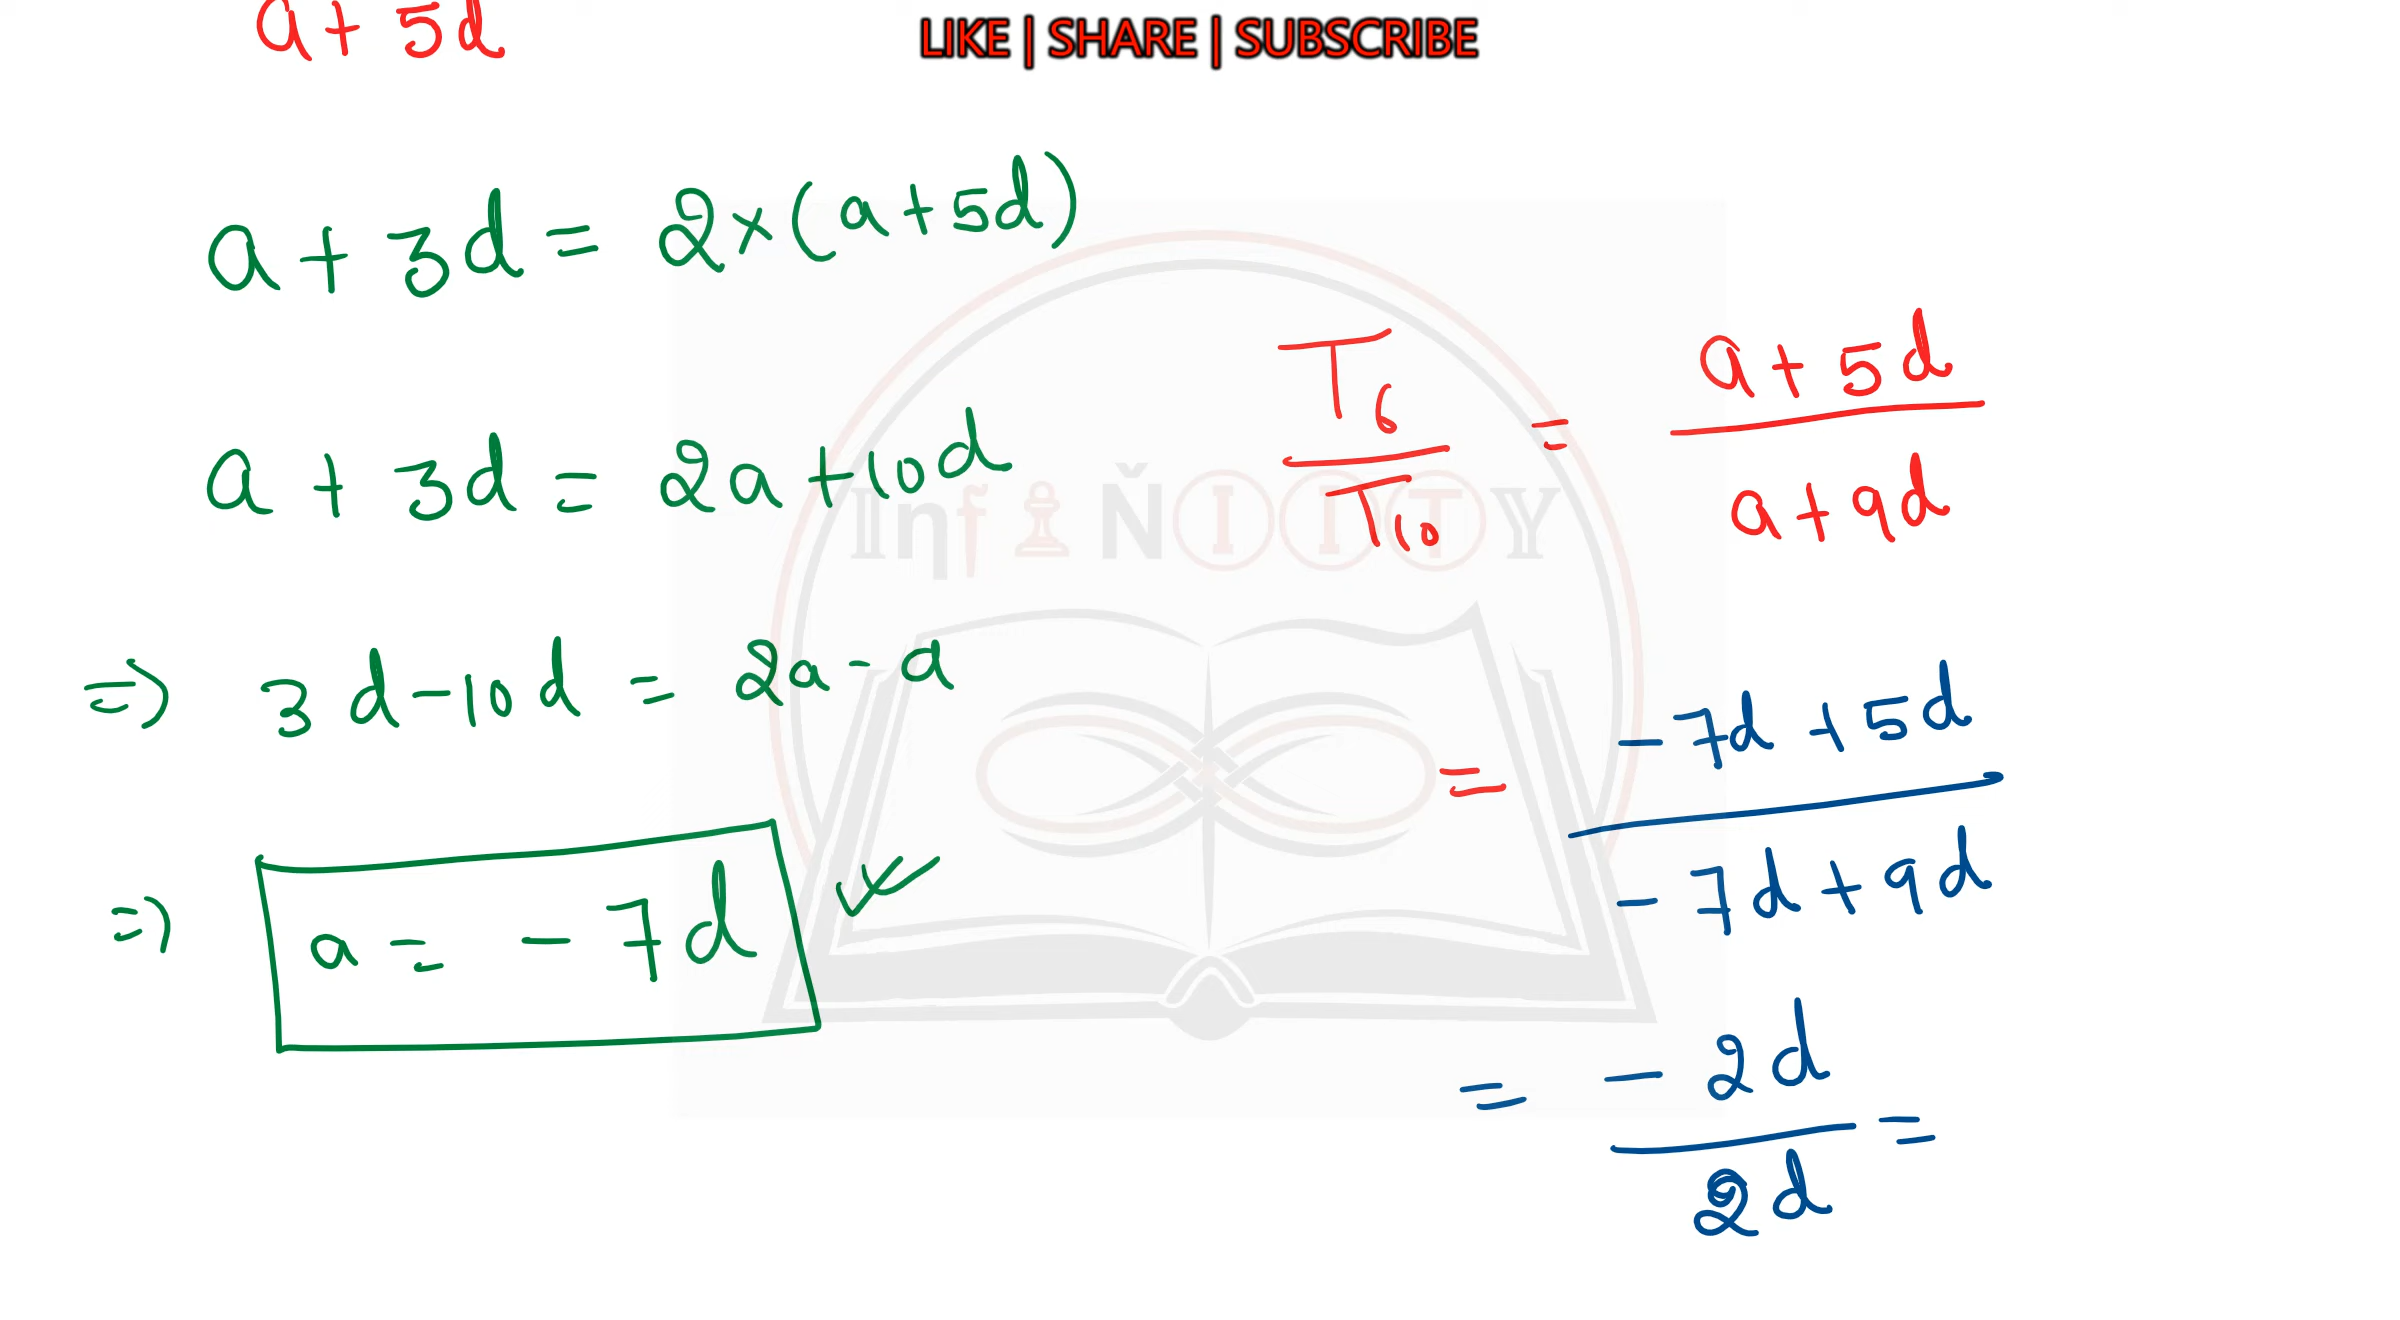 a + 5d
LIKE | SHARE | SUBSCRIBE
a + 3d = 2 × (a + 5d)
a + 3d = 2a + 10d
⇒ 3d - 10d = 2a - a
⇒ a = - 7d
InfiŇITY
T6 / T10 = a + 5d / a + 9d
= - 7d + 5d / - 7d + 9d
= - 2d / 2d =